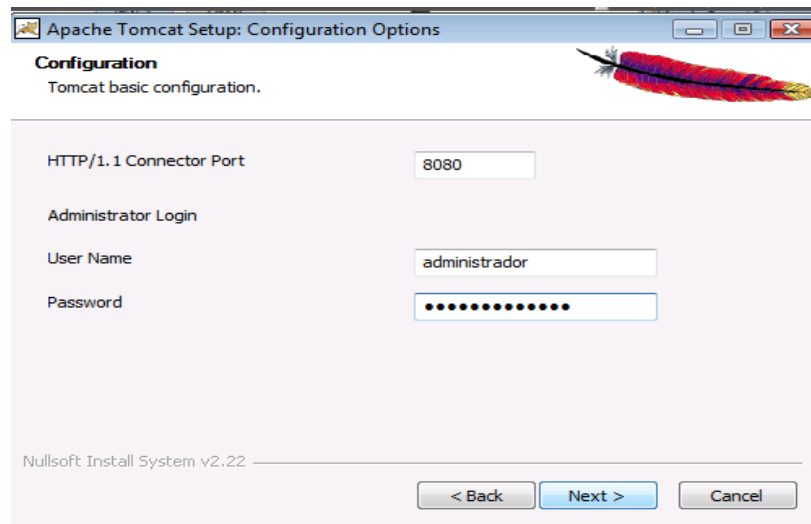 Apache Tomcat Setup: Configuration Options
Configuration
Tomcat basic configuration.
HTTP/1.1 Connector Port 8080
Administrator Login
User Name administrador
Password ●●●●●●●●●●●●●
Nullsoft Install System v2.22
< Back Next > Cancel